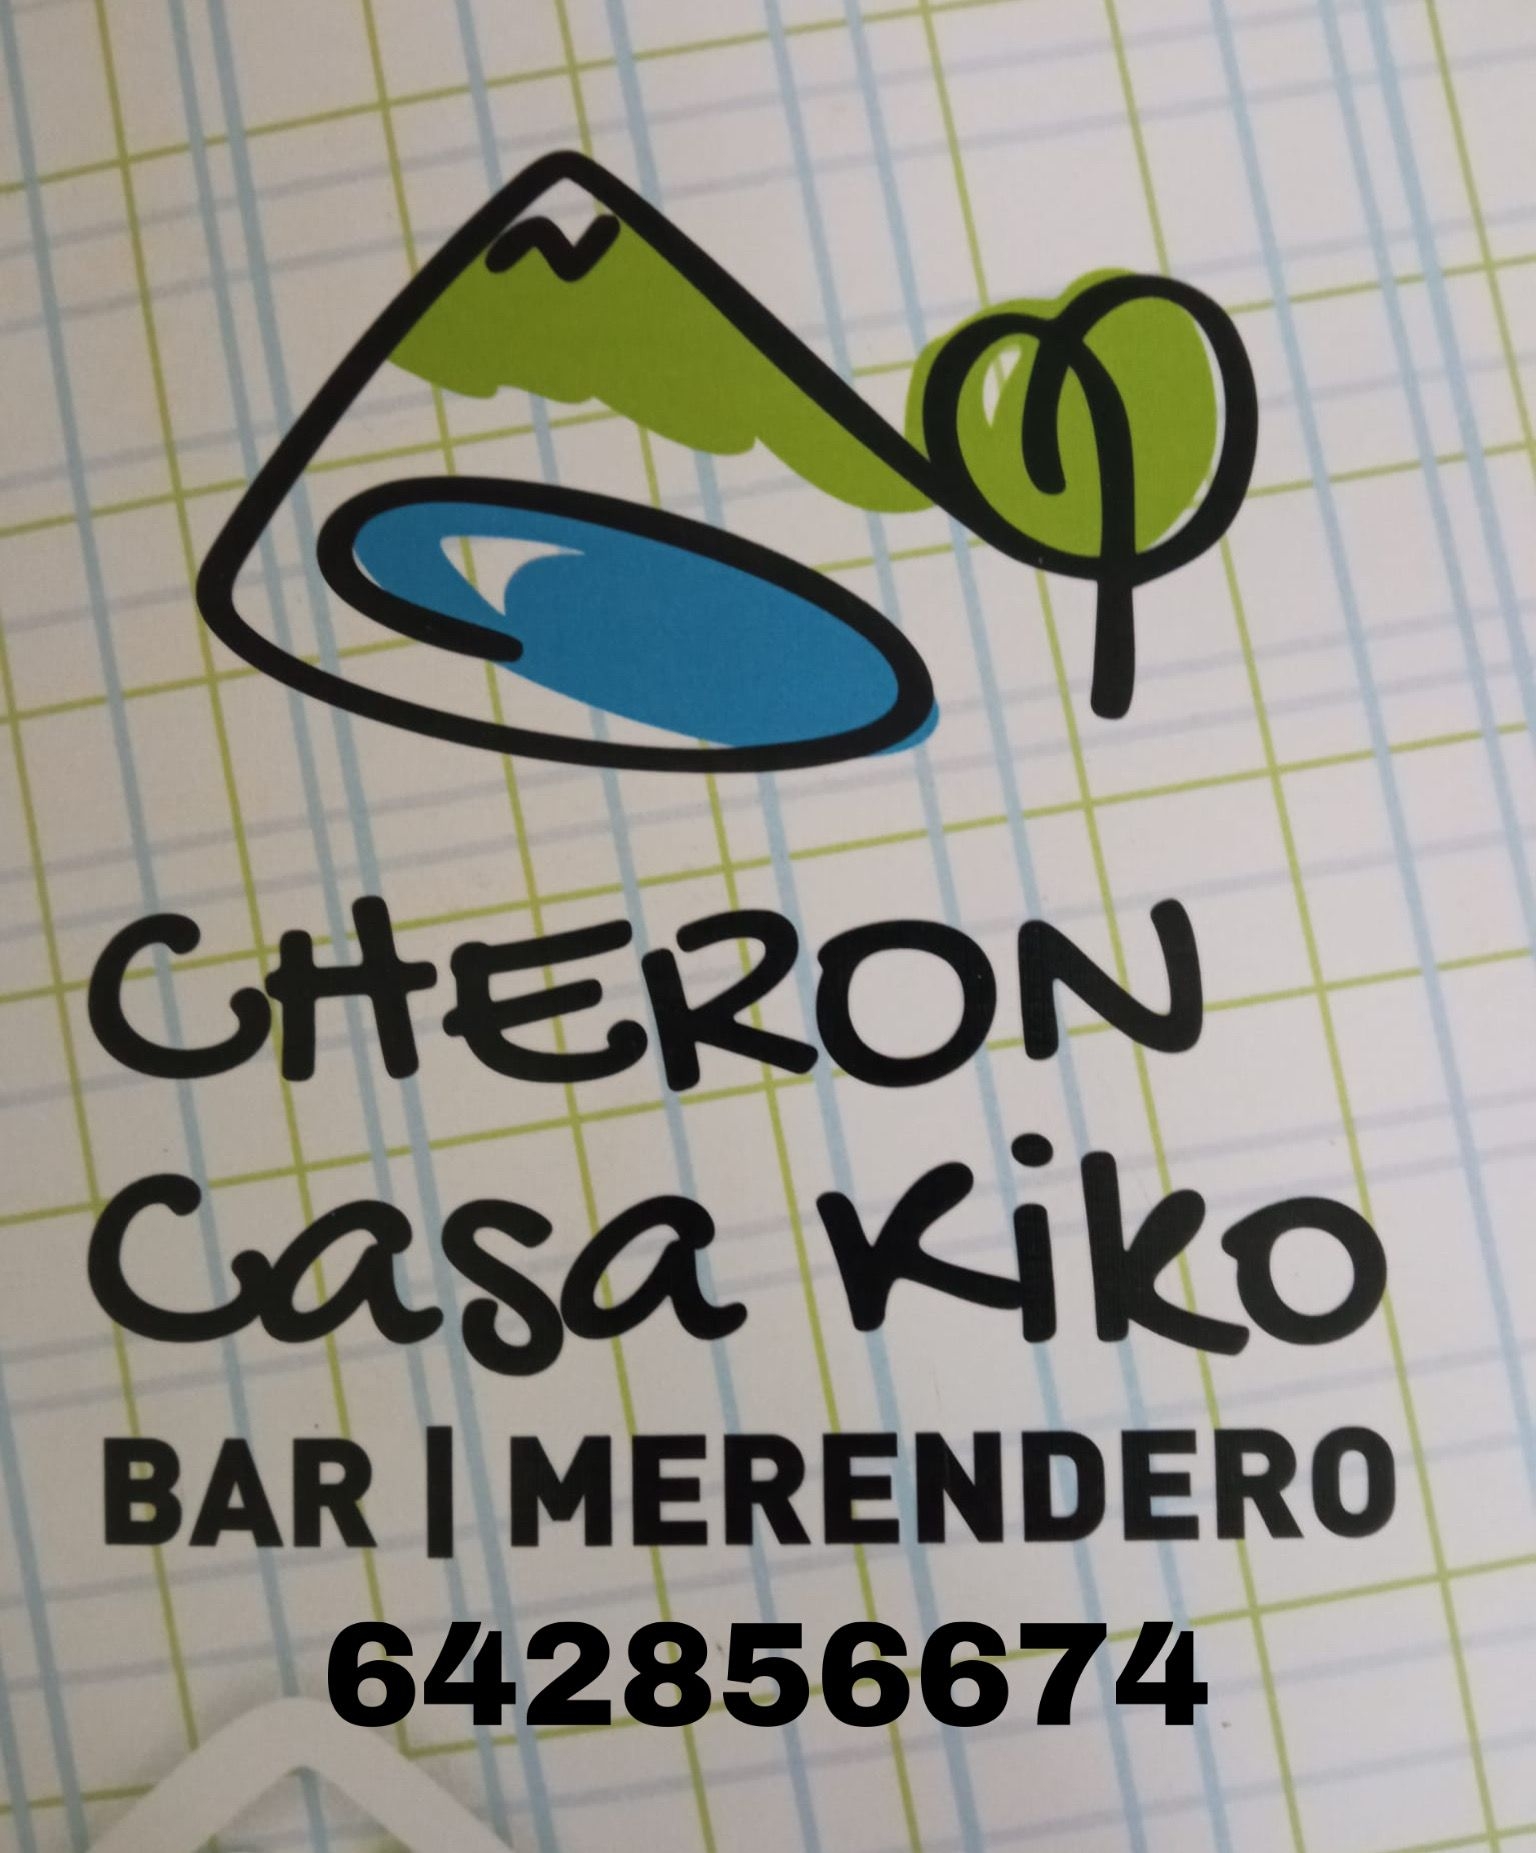 CHERON
Casa Kiko
BAR | MERENDERO
642856674